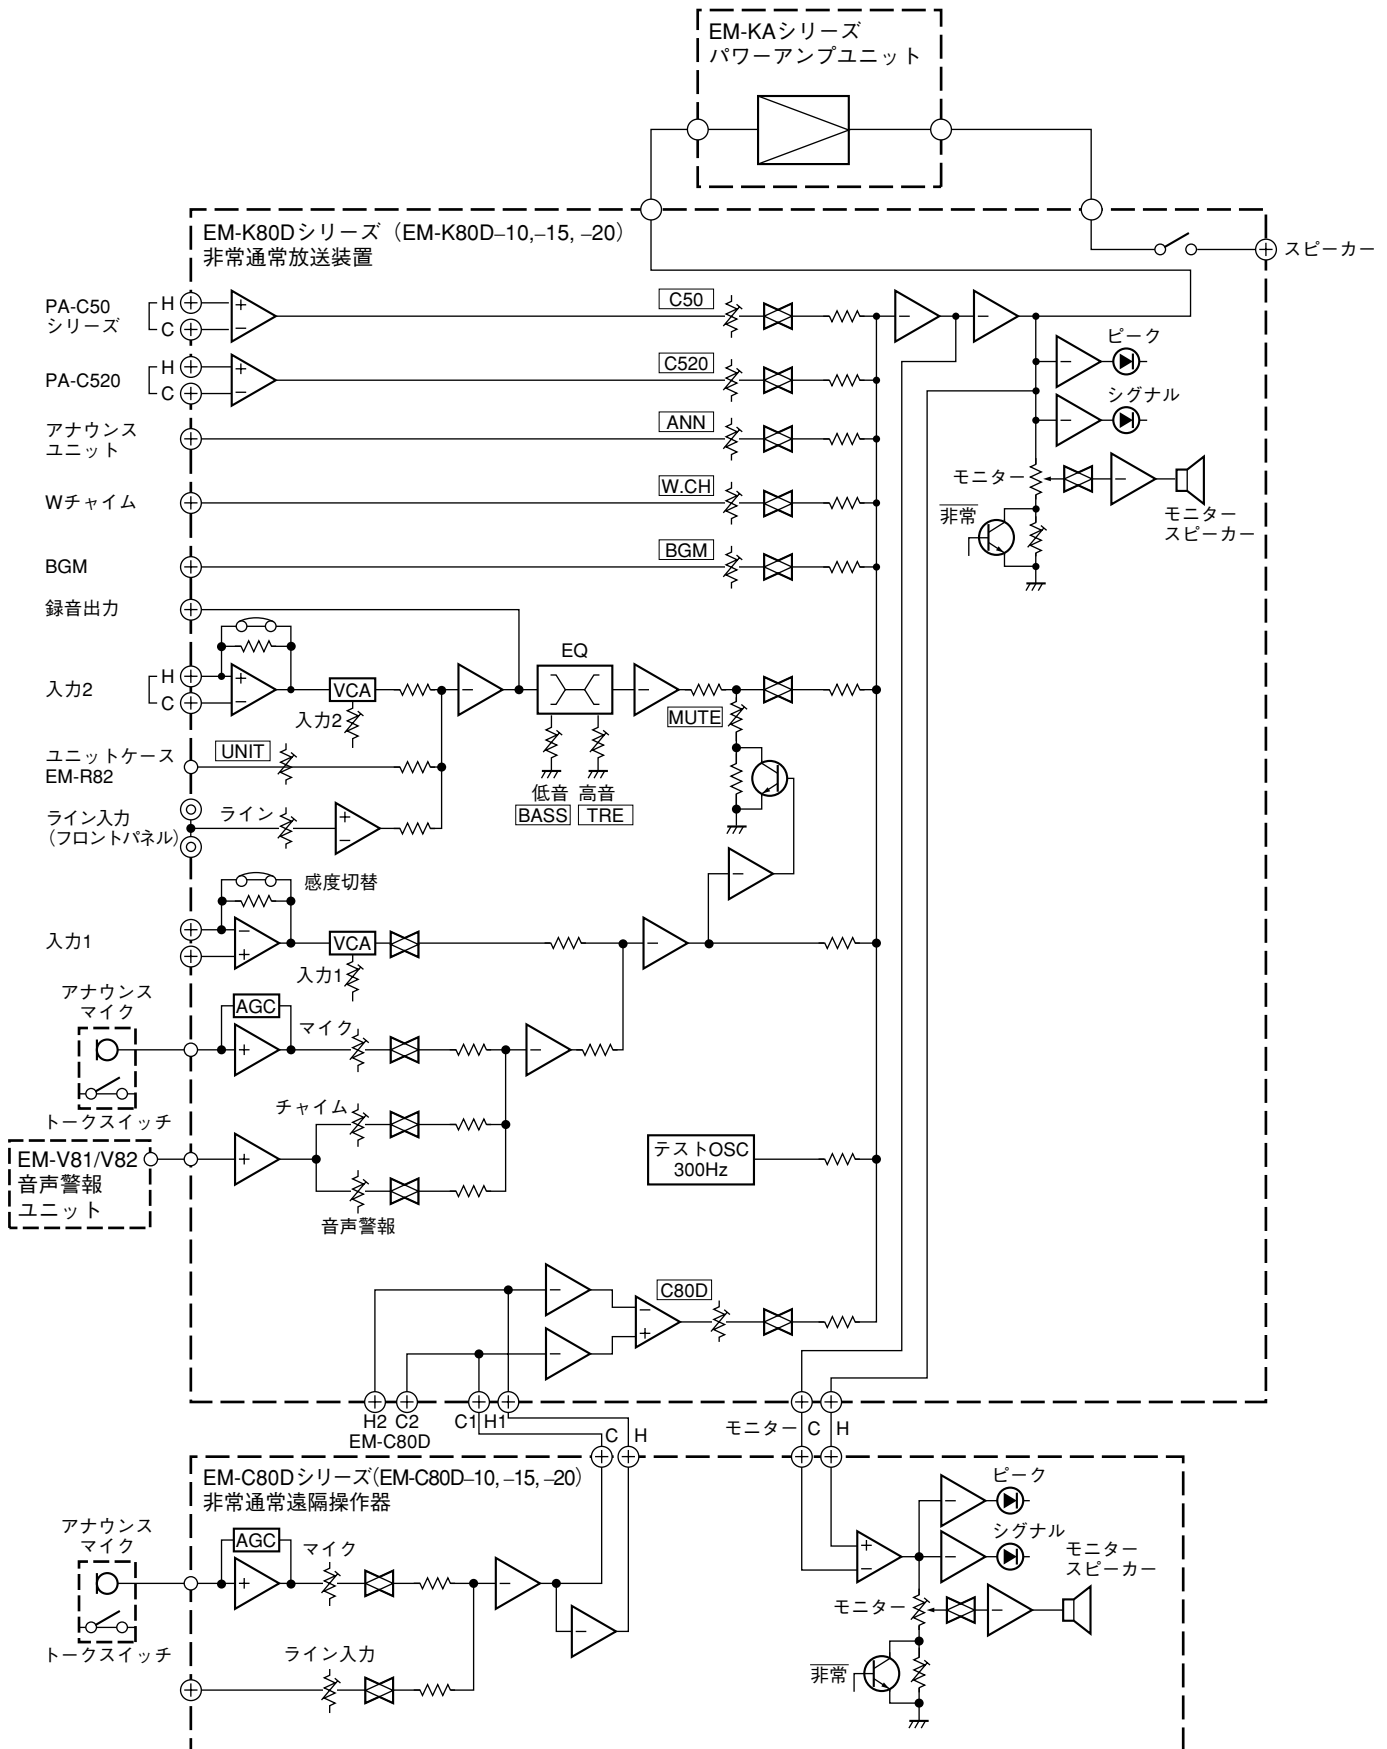 EM-KAシリーズ
パワーアンプユニット
EM-K80Dシリーズ（EM-K80D–10,–15, –20）
非常通常放送装置
スピーカー
PA-C50
シリーズ
H
C
+
−
C50
ピーク
PA-C520
H
C
+
−
C520
シグナル
アナウンス
ユニット
ANN
Wチャイム
W.CH
モニター
モニター
スピーカー
非常
BGM
BGM
録音出力
入力2
H
C
+
−
VCA
入力2
EQ
MUTE
ユニットケース
EM-R82
UNIT
低音
BASS
高音
TRE
ライン入力
（フロントパネル）
ライン
+
−
感度切替
入力1
−
+
VCA
入力1
アナウンス
マイク
AGC
マイク
+
トークスイッチ
チャイム
EM-V81/V82
音声警報
ユニット
+
音声警報
テストOSC
300Hz
C80D
−
+
H2
C2
C1
H1
EM-C80D
C
H
モニター
C
H
EM-C80Dシリーズ(EM-C80D–10, –15, –20)
非常通常遠隔操作器
アナウンス
マイク
AGC
マイク
+
トークスイッチ
ライン入力
ピーク
シグナル
+
−
モニター
スピーカー
モニター
非常